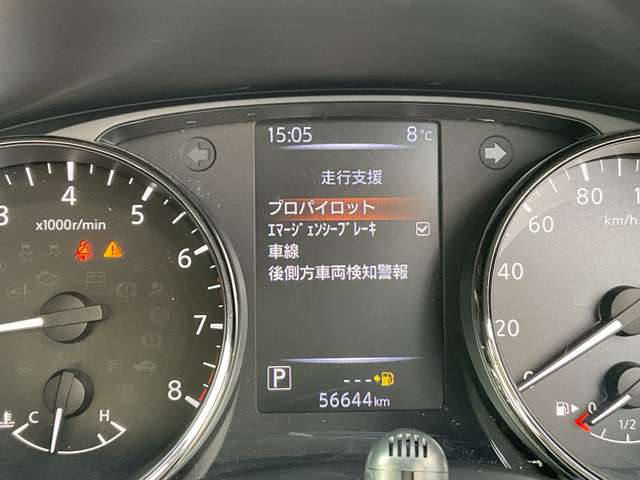 15:05 8℃
走行支援
プロパイロット
ｴﾏｰｼﾞｪﾝｼｰﾌﾞﾚｰｷ
車線
後側方車両検知警報
P ---
56644km
3 4 5 6 7 8
x1000r/min
C H
0 20 40 60 80
km/h
0 1/2